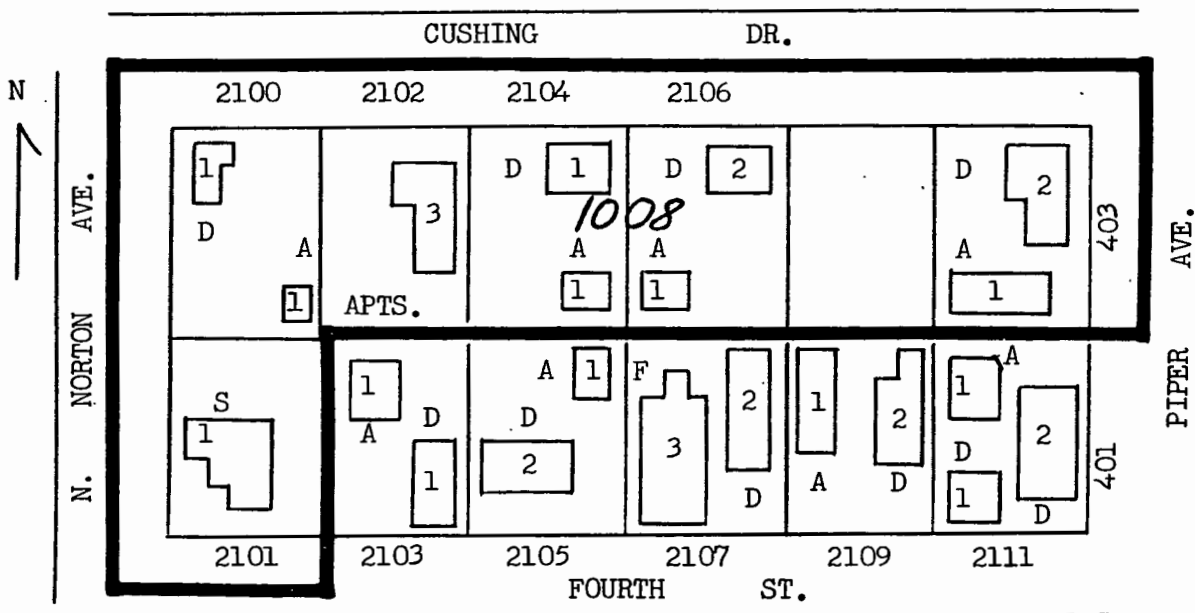 CUSHING DR.
N
2100 2102 2104 2106
N. NORTON AVE.
1 D 1 D 2 D 2
D
3
1008
403
PIPER AVE.
D A A A A
1 APTS. 1 1 1
S A 1 F A
1 1 D D 2 1 2 1 2
A 2 3 D
1 D A D 1 D
401
2101 2103 2105 2107 2109 2111
FOURTH ST.